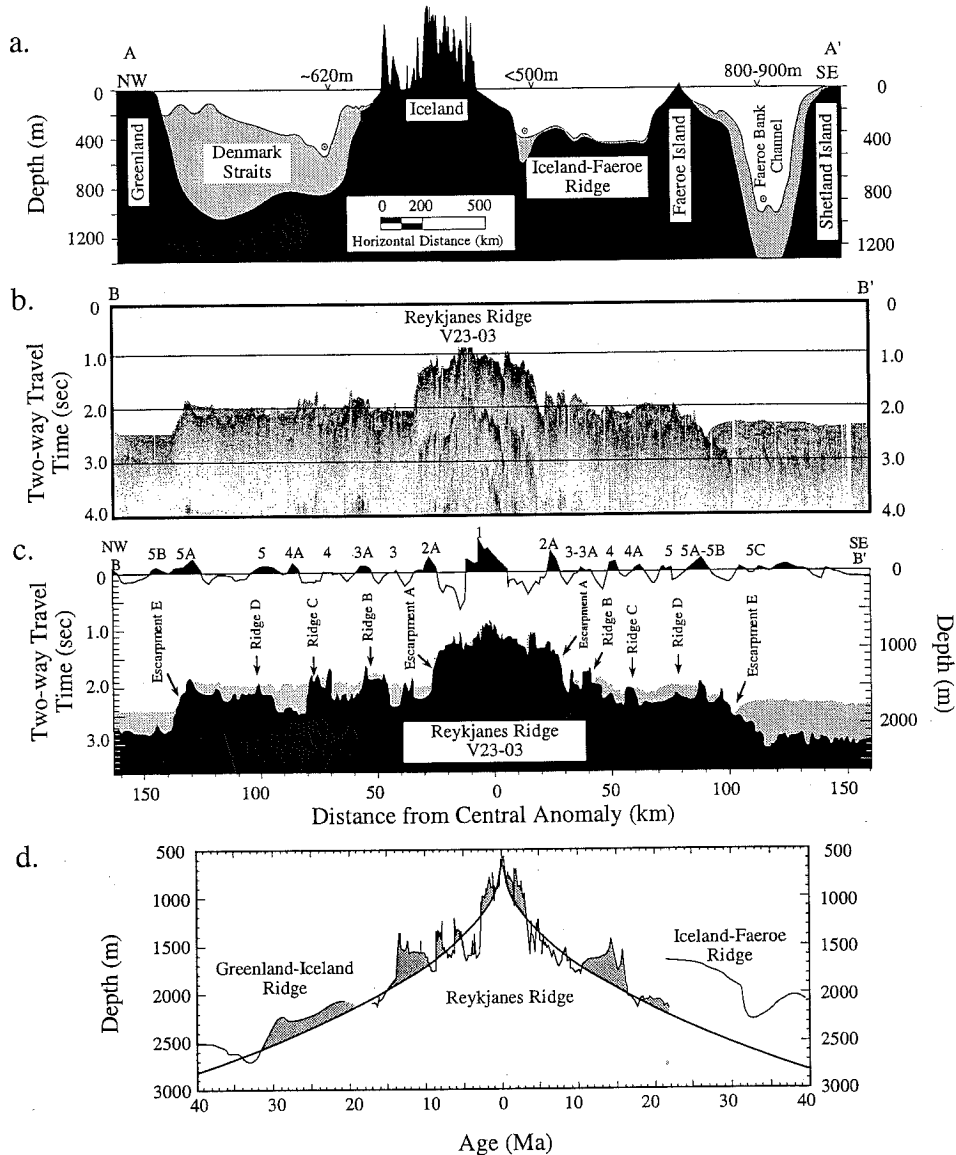 a.
A
NW
A'
SE
~620m
<500m
800-900m
Iceland
Greenland
Denmark
Straits
Iceland-Faeroe
Ridge
Faeroe Island
Faeroe Bank
Channel
Shetland Island
Depth (m)
0
400
800
1200
0
400
800
1200
0 200 500
Horizontal Distance (km)
b.
B
B'
Reykjanes Ridge
V23-03
Two-way Travel
Time (sec)
0
1.0
2.0
3.0
4.0
0
1.0
2.0
3.0
4.0
c.
NW
B
SE
B'
5B 5A 5 4A 4 3A 3 2A 1 2A 3-3A 4 4A 5 5A-5B 5C
Escarpment E
Ridge D
Ridge C
Ridge B
Escarpment A
Escarpment A
Ridge B
Ridge C
Ridge D
Escarpment E
Two-way Travel
Time (sec)
0
1.0
2.0
3.0
Depth (m)
0
1000
2000
Reykjanes Ridge
V23-03
150 100 50 0 50 100 150
Distance from Central Anomaly (km)
d.
Depth (m)
500
1000
1500
2000
2500
3000
500
1000
1500
2000
2500
3000
Greenland-Iceland
Ridge
Reykjanes Ridge
Iceland-Faeroe
Ridge
40 30 20 10 0 10 20 30 40
Age (Ma)